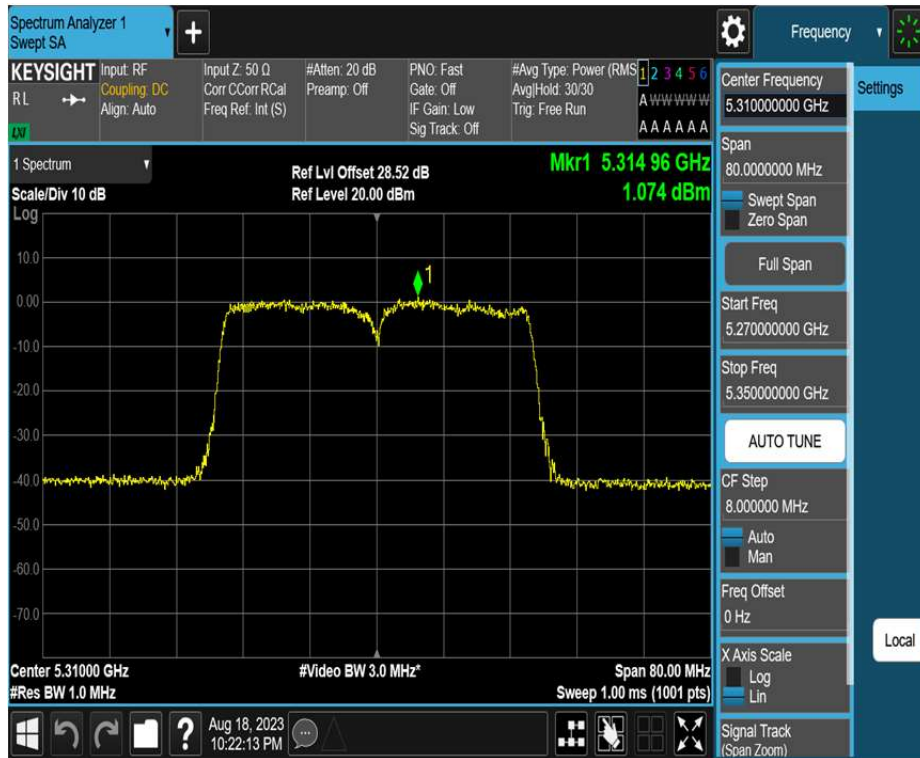 Spectrum Analyzer 1
Swept SA
Frequency
KEYSIGHT
R L
LXI
Input: RF
Coupling: DC
Align: Auto
Input Z: 50 Ω
Corr CCorr RCal
Freq Ref: Int (S)
#Atten: 20 dB
Preamp: Off
PNO: Fast
Gate: Off
IF Gain: Low
Sig Track: Off
#Avg Type: Power (RMS
Avg|Hold: 30/30
Trig: Free Run
1 2 3 4 5 6
A W W W W W
A A A A A A
1 Spectrum
Scale/Div 10 dB
Ref Lvl Offset 28.52 dB
Ref Level 20.00 dBm
Mkr1 5.314 96 GHz
1.074 dBm
Log
10.0
0.00
-10.0
-20.0
-30.0
-40.0
-50.0
-60.0
-70.0
1
Center 5.31000 GHz
#Res BW 1.0 MHz
#Video BW 3.0 MHz*
Span 80.00 MHz
Sweep 1.00 ms (1001 pts)
?
Aug 18, 2023
10:22:13 PM
Center Frequency
5.310000000 GHz
Span
80.0000000 MHz
Swept Span
Zero Span
Full Span
Start Freq
5.270000000 GHz
Stop Freq
5.350000000 GHz
AUTO TUNE
CF Step
8.000000 MHz
Auto
Man
Freq Offset
0 Hz
X Axis Scale
Log
Lin
Signal Track
(Span Zoom)
Settings
Local